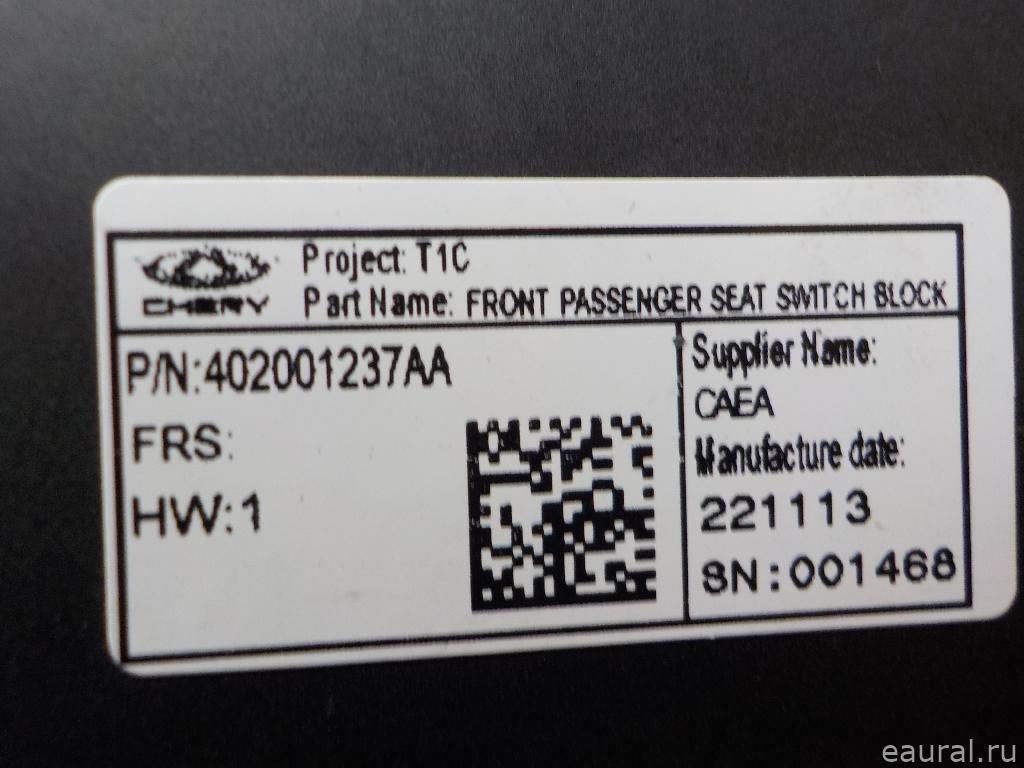 CHERY
Project: T1C
Part Name: FRONT PASSENGER SEAT SWITCH BLOCK
P/N:402001237AA
FRS:
HW:1
Supplier Name:
CAEA
Manufacture date:
221113
SN:001468
eaural.ru